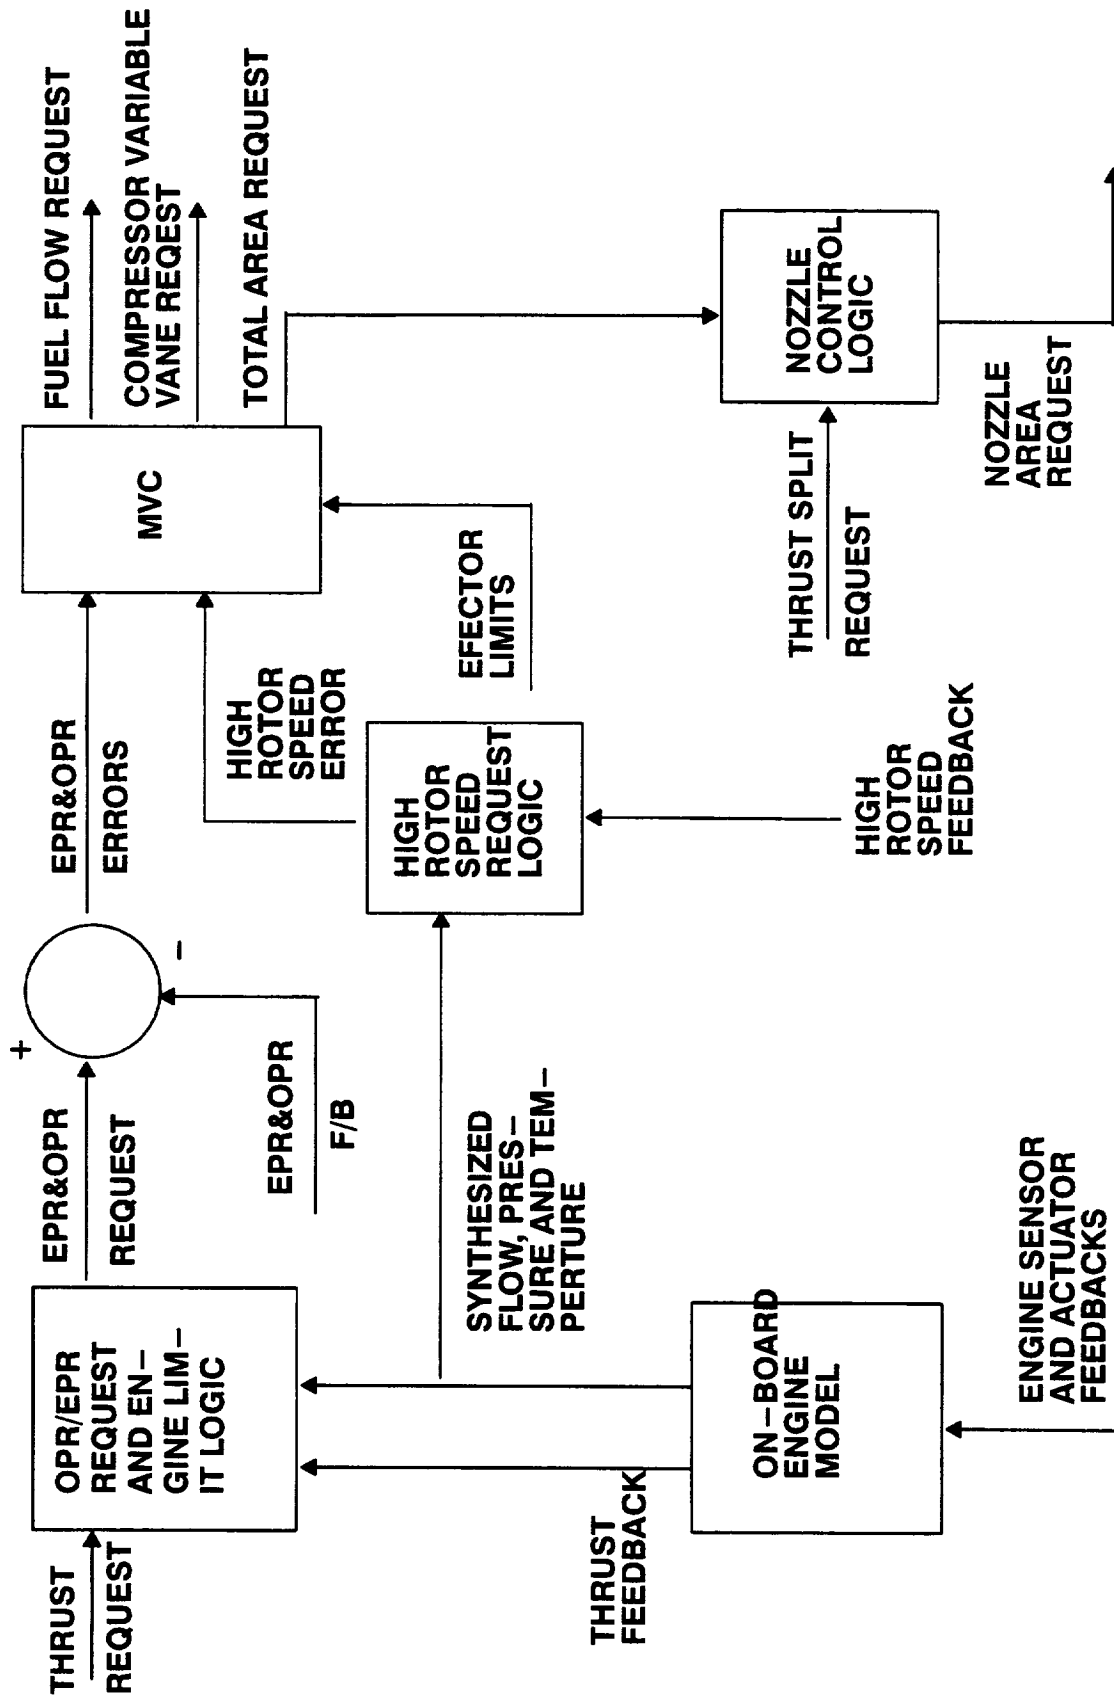 THRUST
REQUEST
OPR/EPR
REQUEST
AND EN–
GINE LIM–
IT LOGIC
EPR&OPR
REQUEST
+
–
EPR&OPR
F/B
EPR&OPR
ERRORS
MVC
FUEL FLOW REQUEST
COMPRESSOR VARIABLE
VANE REQEST
TOTAL AREA REQUEST
HIGH
ROTOR
SPEED
ERROR
EFECTOR
LIMITS
HIGH
ROTOR
SPEED
REQUEST
LOGIC
SYNTHESIZED
FLOW, PRES–
SURE AND TEM–
PERTURE
THRUST
FEEDBACK
ON–BOARD
ENGINE
MODEL
ENGINE SENSOR
AND ACTUATOR
FEEDBACKS
HIGH
ROTOR
SPEED
FEEDBACK
THRUST SPLIT
REQUEST
NOZZLE
CONTROL
LOGIC
NOZZLE
AREA
REQUEST